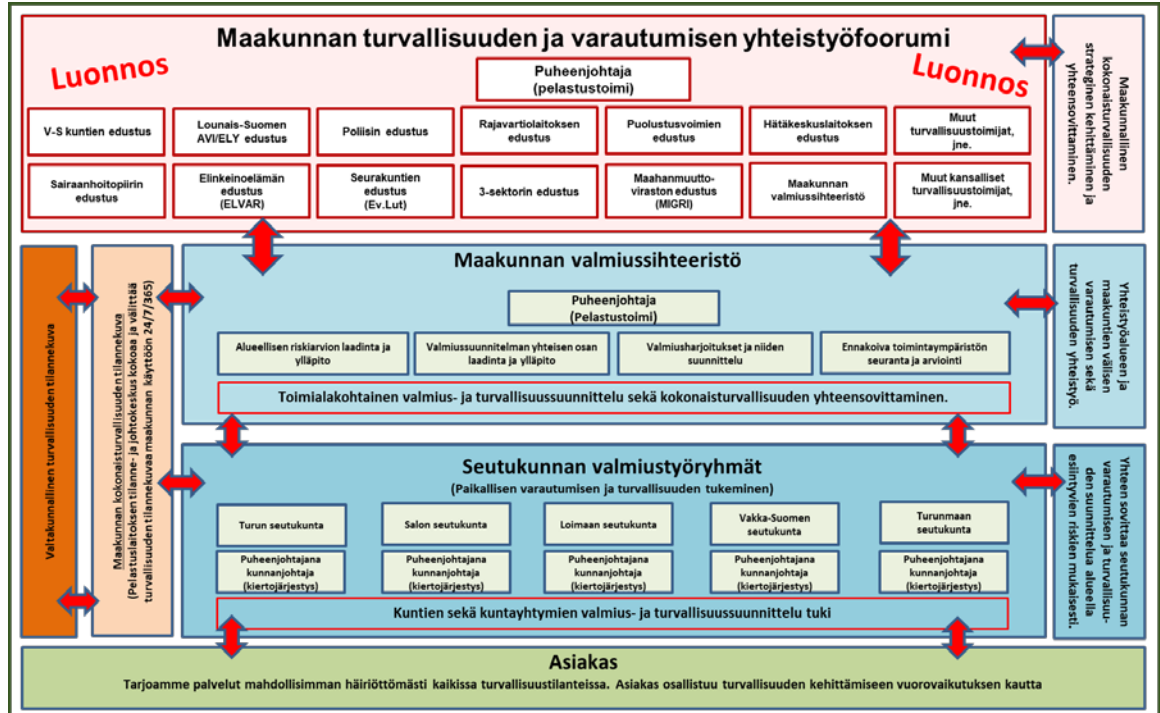 Maakunnan turvallisuuden ja varautumisen yhteistyöfoorumi
Luonnos
Luonnos
Puheenjohtaja
(pelastustoimi)
V-S kuntien edustus
Lounais-Suomen
AVI/ELY edustus
Poliisin edustus
Rajavartiolaitoksen
edustus
Puolustusvoimien
edustus
Hätäkeskuslaitoksen
edustus
Muut
turvallisuustoimijat,
jne.
Sairaanhoitopiirin
edustus
Elinkeinoelämän
edustus
(ELVAR)
Seurakuntien
edustus
(Ev.Lut)
3-sektorin edustus
Maahanmuutto-
viraston edustus
(MIGRI)
Maakunnan
valmiussihteeristö
Muut kansalliset
turvallisuustoimijat,
jne.
Maakunnallinen
kokonaisturvallisuuden
strateginen kehittäminen ja
yhteensovittaminen.
Valtakunnallinen turvallisuuden tilannekuva
Maakunnan kokonaisturvallisuuden tilannekuva
(Pelastuslaitoksen tilanne- ja johtokeskus kokoaa ja välittää
turvallisuuden tilannekuvaa maakunnan käyttöön 24/7/365)
Maakunnan valmiussihteeristö
Puheenjohtaja
(Pelastustoimi)
Alueellisen riskiarvion laadinta ja
ylläpito
Valmiussuunnitelman yhteisen osan
laadinta ja ylläpito
Valmiusharjoitukset ja niiden
suunnittelu
Ennakoiva toimintaympäristön
seuranta ja arviointi
Toimialakohtainen valmius- ja turvallisuussuunnittelu sekä kokonaisturvallisuuden yhteensovittaminen.
Yhteistyöalueen ja
maakuntien välisen
varautumisen sekä
turvallisuuden yhteistyö.
Seutukunnan valmiustyöryhmät
(Paikallisen varautumisen ja turvallisuuden tukeminen)
Turun seutukunta
Salon seutukunta
Loimaan seutukunta
Vakka-Suomen
seutukunta
Turunmaan
seutukunta
Puheenjohtajana
kunnanjohtaja
(kiertojärjestys)
Puheenjohtajana
kunnanjohtaja
(kiertojärjestys)
Puheenjohtajana
kunnanjohtaja
(kiertojärjestys)
Puheenjohtajana
kunnanjohtaja
(kiertojärjestys)
Puheenjohtajana
kunnanjohtaja
(kiertojärjestys)
Kuntien sekä kuntayhtymien valmius- ja turvallisuussuunnittelu tuki
Yhteen sovittaa seutukunnan
varautumisen ja turvallisuu-
den suunnittelua alueella
esiintyvien riskien mukaisesti.
Asiakas
Tarjoamme palvelut mahdollisimman häiriöttömästi kaikissa turvallisuustilanteissa. Asiakas osallistuu turvallisuuden kehittämiseen vuorovaikutuksen kautta